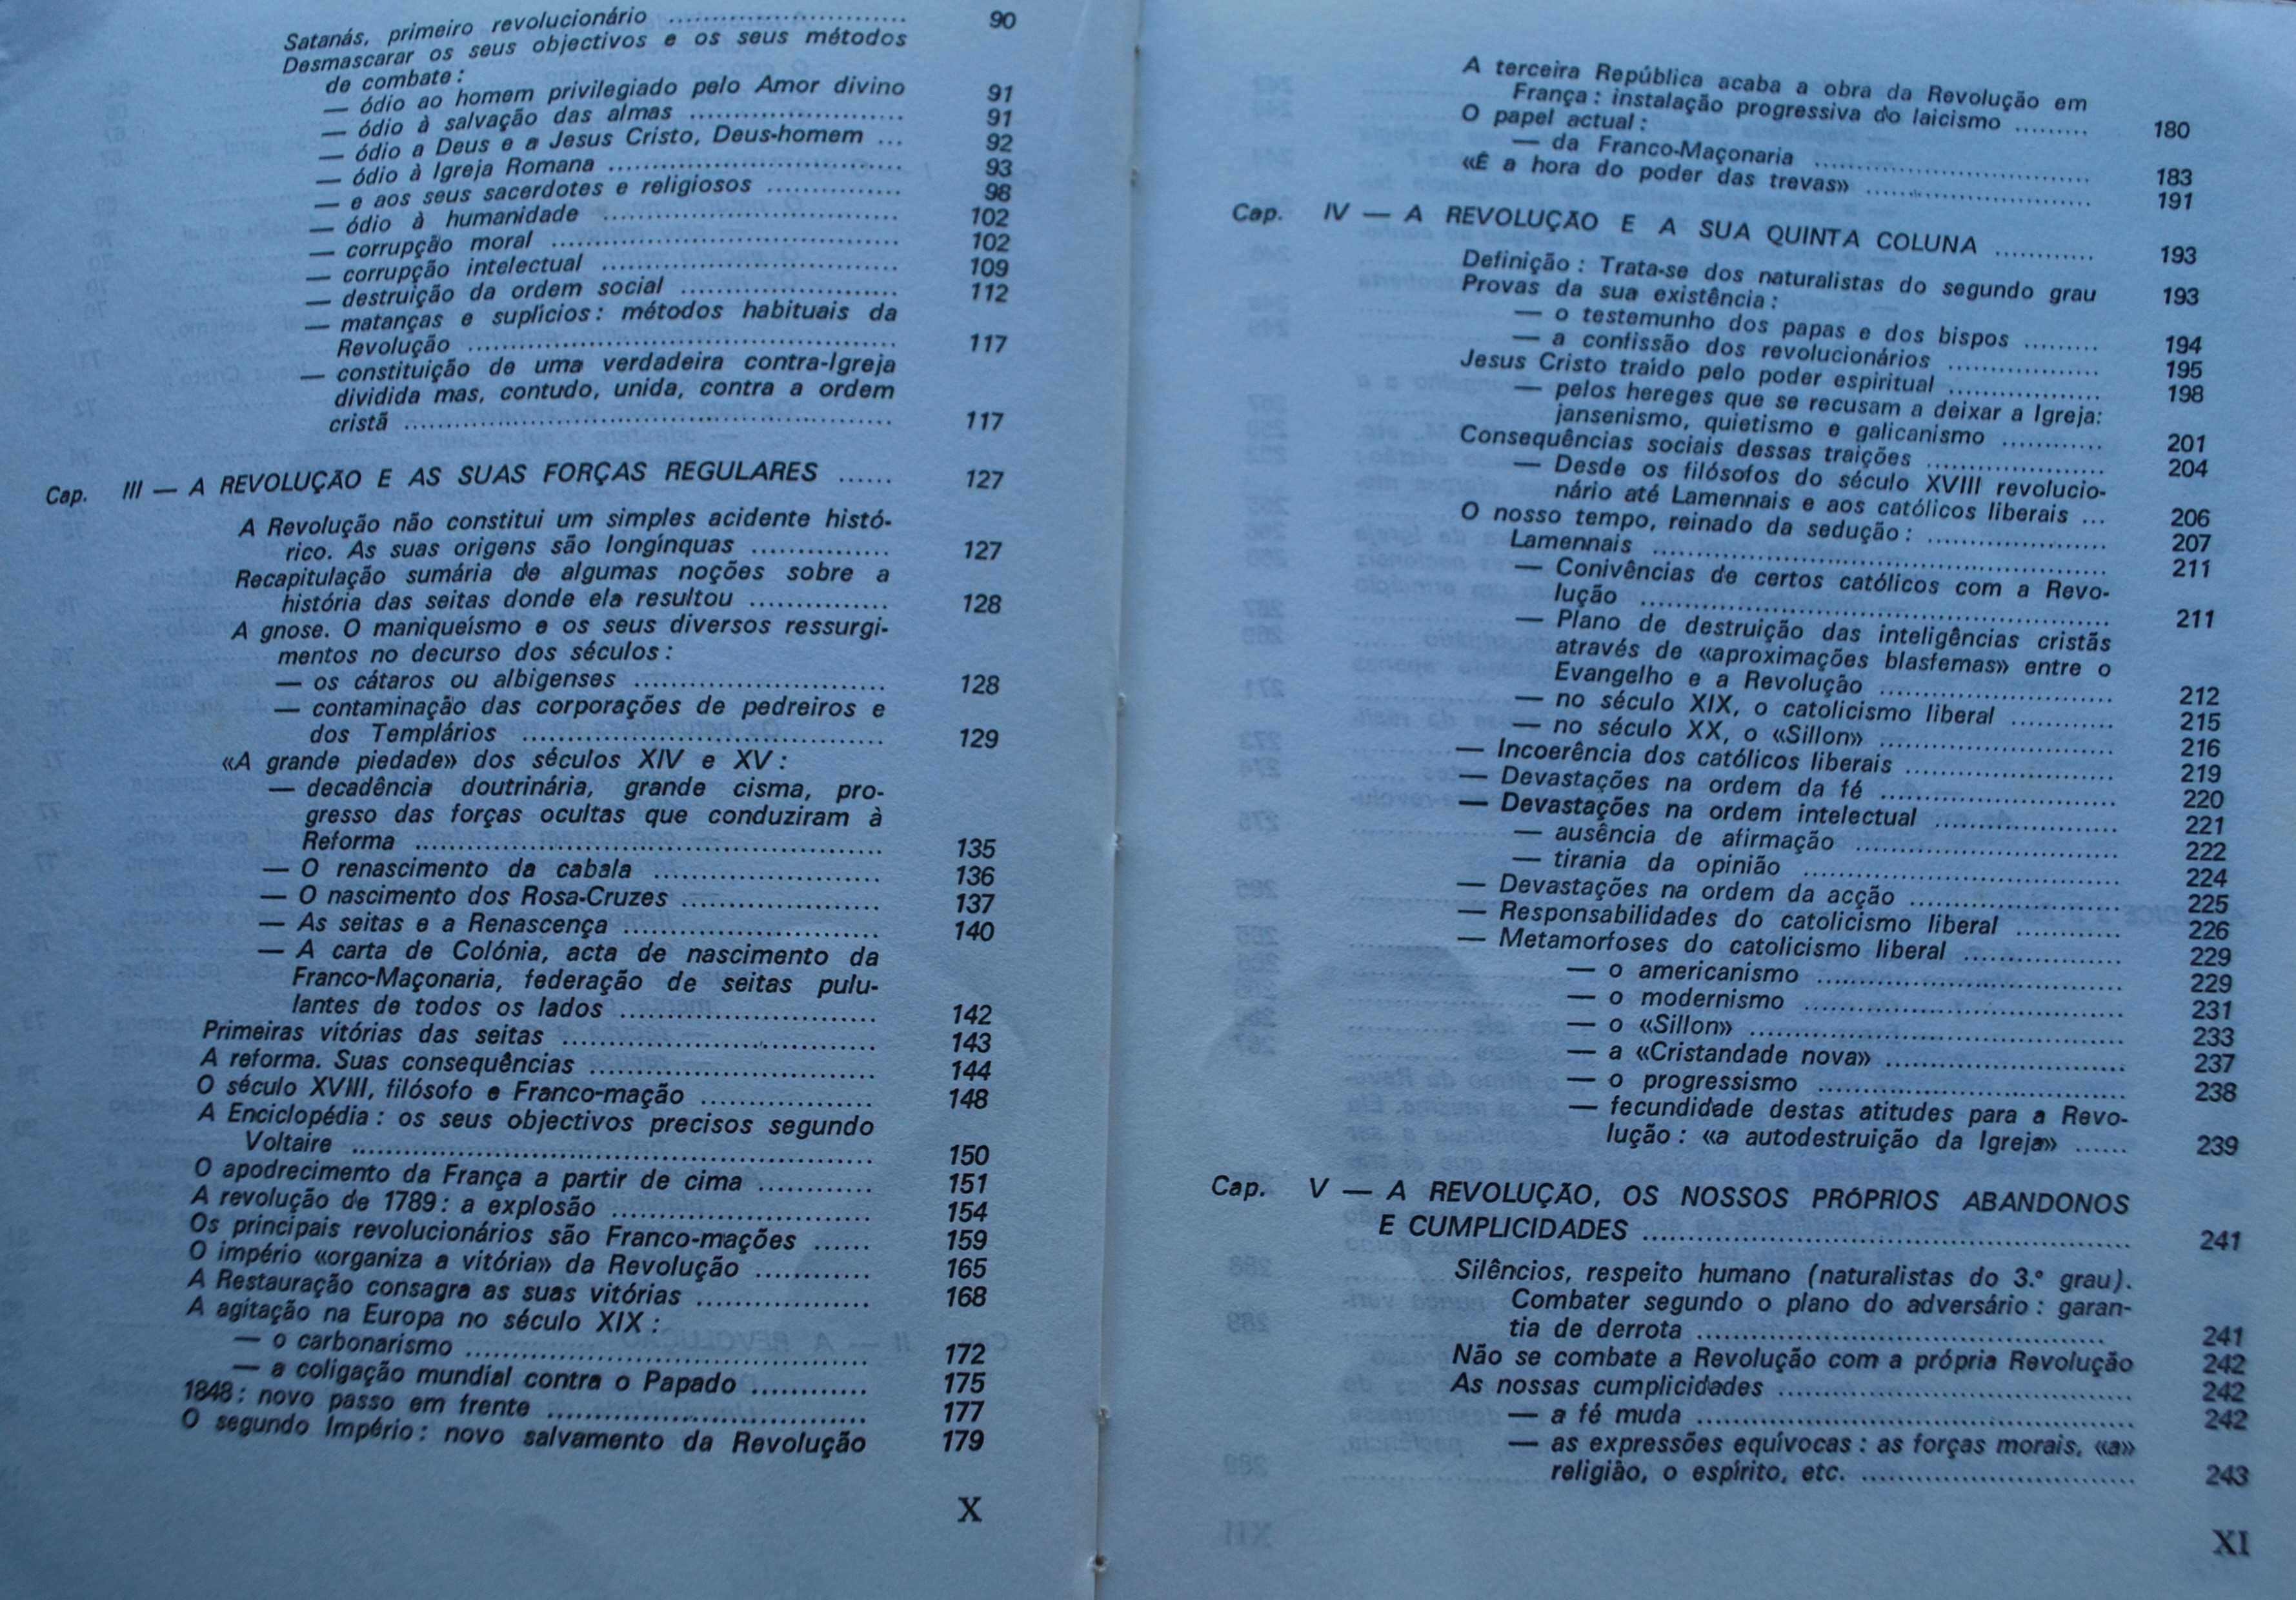 Satanás, primeiro revolucionário ........................ 90
Desmascarar os seus objectivos e os seus métodos
de combate :
— ódio ao homem privilegiado pelo Amor divino 91
— ódio à salvação das almas ........................ 91
— ódio a Deus e a Jesus Cristo, Deus-homem ... 92
— ódio à Igreja Romana ................................. 93
— e aos seus sacerdotes e religiosos ............... 98
— ódio à humanidade .................................... 102
— corrupção moral ....................................... 102
— corrupção intelectual ................................. 109
— destruição da ordem social ........................ 112
— matanças e suplícios : métodos habituais da
Revolução ................................................ 117
— constituição de uma verdadeira contra-Igreja
dividida mas, contudo, unida, contra a ordem
cristã ...................................................... 117
Cap. III — A REVOLUÇÃO E AS SUAS FORÇAS REGULARES ...... 127
A Revolução não constitui um simples acidente histó-
rico. As suas origens são longínquas ............... 127
Recapitulação sumária de algumas noções sobre a
história das seitas donde ela resultou ............... 128
A gnose. O maniqueísmo e os seus diversos ressurgi-
mentos no decurso dos séculos :
— os cátaros ou albigenses ........................... 128
— contaminação das corporações de pedreiros e
dos Templários .......................................... 129
«A grande piedade» dos séculos XIV e XV :
— decadência doutrinária, grande cisma, pro-
gresso das forças ocultas que conduziram à
Reforma ................................................... 135
— O renascimento da cabala ........................ 136
— O nascimento dos Rosa-Cruzes ..................... 137
— As seitas e a Renascença ........................... 140
— A carta de Colónia, acta de nascimento da
Franco-Maçonaria, federação de seitas pulu-
lantes de todos os lados .............................. 142
Primeiras vitórias das seitas .............................. 143
A reforma. Suas consequências ........................... 144
O século XVIII, filósofo e Franco-mação .................. 148
A Enciclopédia : os seus objectivos precisos segundo
Voltaire ...................................................... 150
O apodrecimento da França a partir de cima ............ 151
A revolução de 1789 : a explosão ........................... 154
Os principais revolucionários são Franco-mações ...... 159
O império «organiza a vitória» da Revolução ............ 165
A Restauração consagra as suas vitórias .................. 168
A agitação na Europa no século XIX :
— o carbonarismo .......................................... 172
— a coligação mundial contra o Papado ............ 175
1848 : novo passo em frente ................................. 177
O segundo Império : novo salvamento da Revolução 179
X
A terceira República acaba a obra da Revolução em
França : instalação progressiva do laicismo ......... 180
O papel actual :
— da Franco-Maçonaria ................................. 183
«É a hora do poder das trevas» ........................... 191
Cap. IV — A REVOLUÇÃO E A SUA QUINTA COLUNA ............ 193
Definição : Trata-se dos naturalistas do segundo grau 193
Provas da sua existência :
— o testemunho dos papas e dos bispos ......... 194
— a confissão dos revolucionários .................. 195
Jesus Cristo traído pelo poder espiritual .................. 198
— pelos hereges que se recusam a deixar a Igreja:
jansenismo, quietismo e galicanismo ............ 201
Consequências sociais dessas traições ..................... 204
— Desde os filósofos do século XVIII revolucio-
nário até Lamennais e aos católicos liberais ... 206
O nosso tempo, reinado da sedução : ..................... 207
Lamennais ................................................... 211
— Conivências de certos católicos com a Revo-
lução ...................................................... 211
— Plano de destruição das inteligências cristãs
através de «aproximações blasfemas» entre o
Evangelho e a Revolução ........................... 212
— no século XIX, o catolicismo liberal ............ 215
— no século XX, o «Sillon» ........................... 216
— Incoerência dos católicos liberais ........................ 219
— Devastações na ordem da fé ........................... 220
— Devastações na ordem intelectual ..................... 221
— ausência de afirmação .............................. 222
— tirania da opinião .................................... 224
— Devastações na ordem da acção ........................ 225
— Responsabilidades do catolicismo liberal ............ 226
— Metamorfoses do catolicismo liberal .................. 229
— o americanismo .................................... 229
— o modernismo .................................... 231
— o «Sillon» .......................................... 233
— a «Cristandade nova» ........................... 237
— o progressismo .................................... 238
— fecundidade destas atitudes para a Revo-
lução : «a autodestruição da Igreja» ...... 239
Cap. V — A REVOLUÇÃO, OS NOSSOS PRÓPRIOS ABANDONOS
E CUMPLICIDADES ................................................ 241
Silêncios, respeito humano (naturalistas do 3.º grau).
Combater segundo o plano do adversário : garan-
tia de derrota .......................................... 241
Não se combate a Revolução com a própria Revolução 242
As nossas cumplicidades .................................... 242
— a fé muda ................................................ 242
— as expressões equívocas : as forças morais, «a»
religião, o espírito, etc. ................................. 243
XI